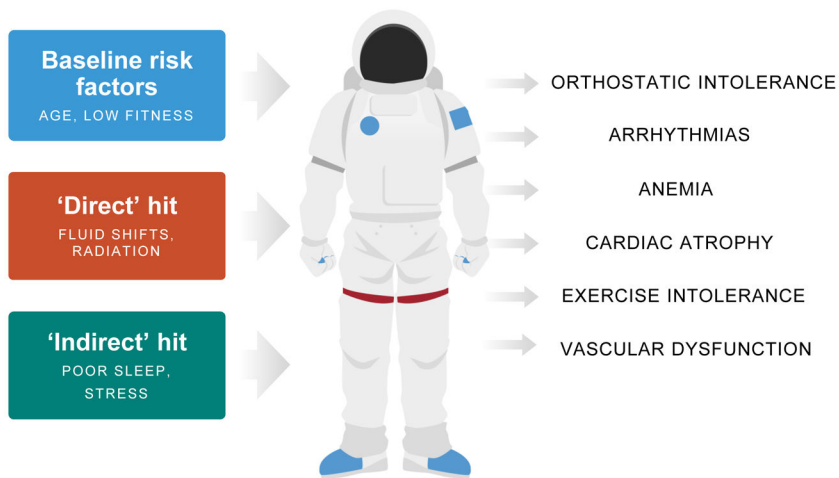 Baseline risk
factors
AGE, LOW FITNESS
‘Direct’ hit
FLUID SHIFTS,
RADIATION
‘Indirect’ hit
POOR SLEEP,
STRESS
ORTHOSTATIC INTOLERANCE
ARRHYTHMIAS
ANEMIA
CARDIAC ATROPHY
EXERCISE INTOLERANCE
VASCULAR DYSFUNCTION